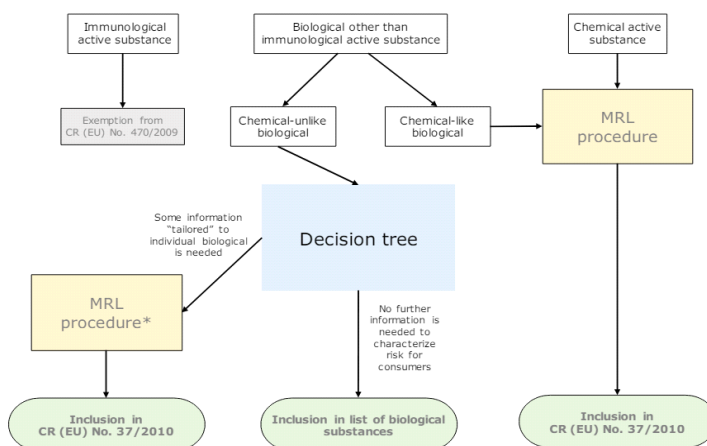 Immunological
active substance
Biological other than
immunological active substance
Chemical active
substance
Exemption from
CR (EU) No. 470/2009
Chemical-unlike
biological
Chemical-like
biological
MRL
procedure
Some information
"tailored" to
individual biological
is needed
Decision tree
MRL
procedure*
No further
information is
needed to
characterize
risk for
consumers
Inclusion in
CR (EU) No. 37/2010
Inclusion in list of biological
substances
Inclusion in
CR (EU) No. 37/2010